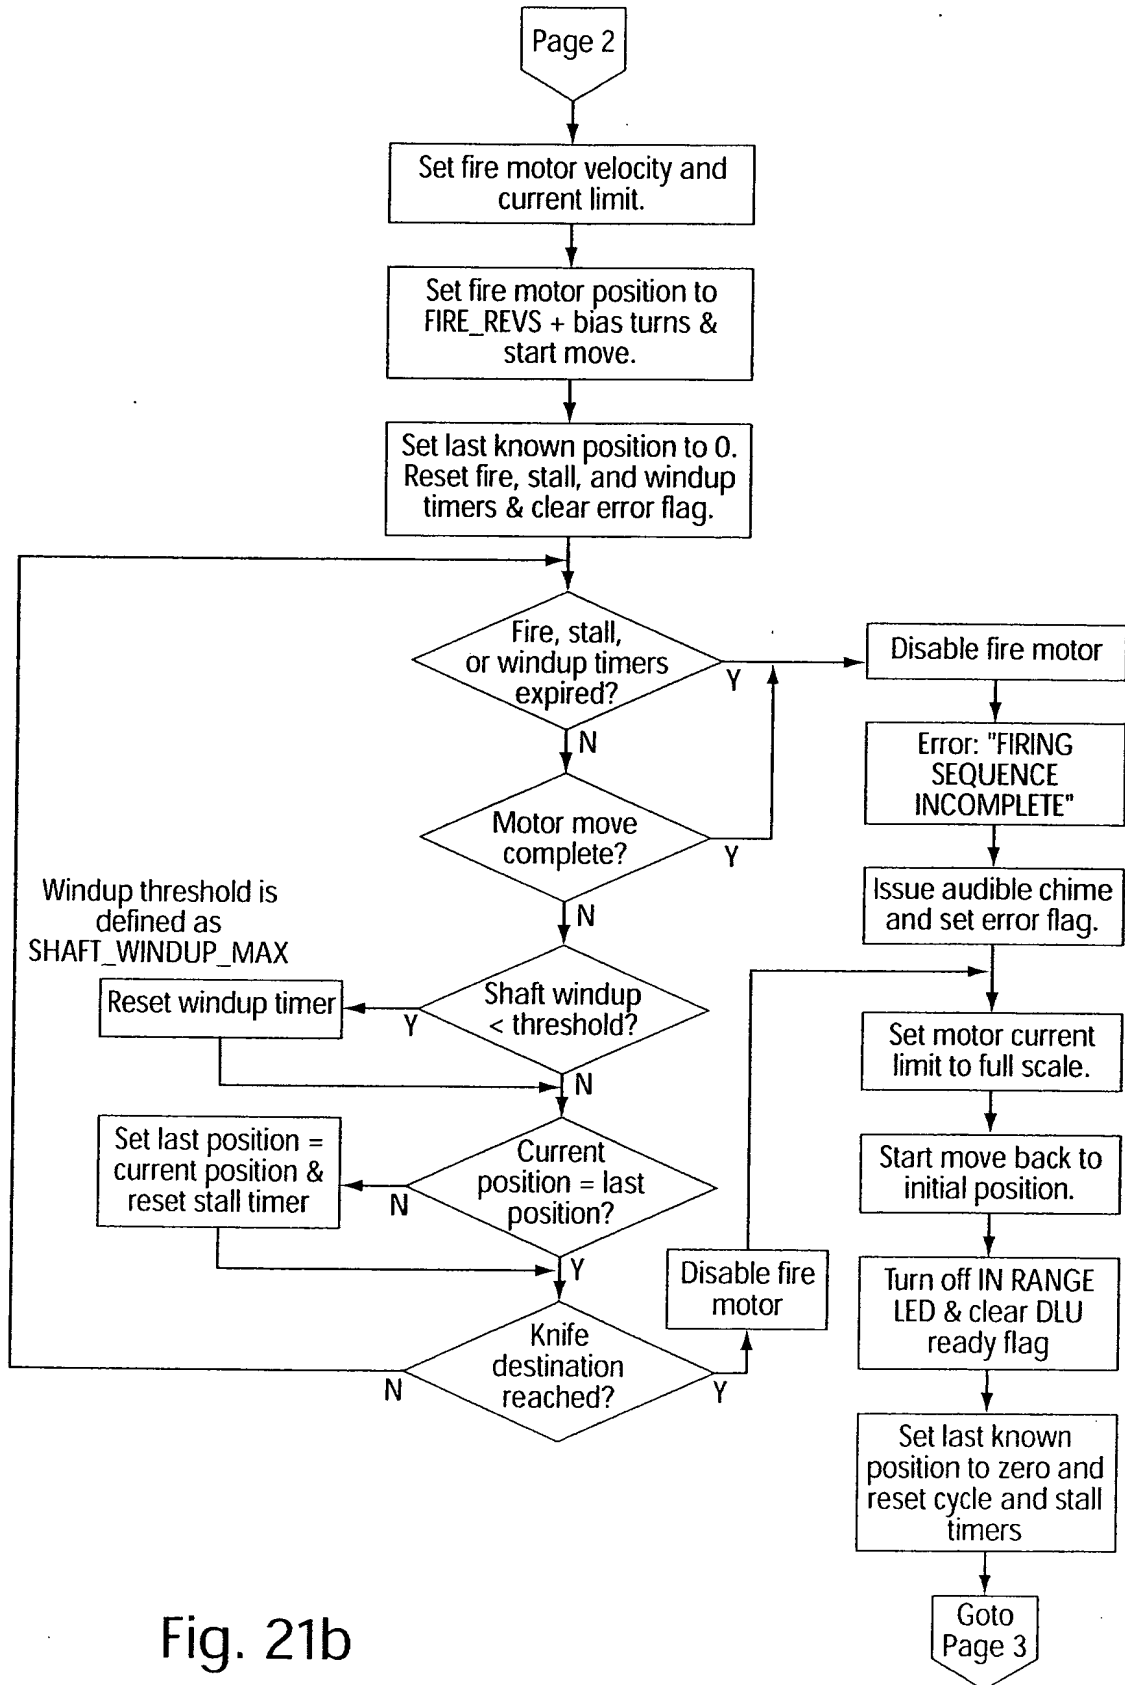 Page 2
Set fire motor velocity and
current limit.
Set fire motor position to
FIRE_REVS + bias turns &
start move.
Set last known position to 0.
Reset fire, stall, and windup
timers & clear error flag.
Fire, stall,
or windup timers
expired?
Y
N
Disable fire motor
Error: "FIRING
SEQUENCE
INCOMPLETE"
Motor move
complete?
Y
N
Issue audible chime
and set error flag.
Windup threshold is
defined as
SHAFT_WINDUP_MAX
Reset windup timer
Y
Shaft windup
< threshold?
N
Set motor current
limit to full scale.
Set last position =
current position &
reset stall timer
N
Current
position = last
position?
Y
Start move back to
initial position.
Disable fire
motor
Turn off IN RANGE
LED & clear DLU
ready flag
Knife
destination
reached?
N
Y
Set last known
position to zero and
reset cycle and stall
timers
Goto
Page 3
Fig. 21b